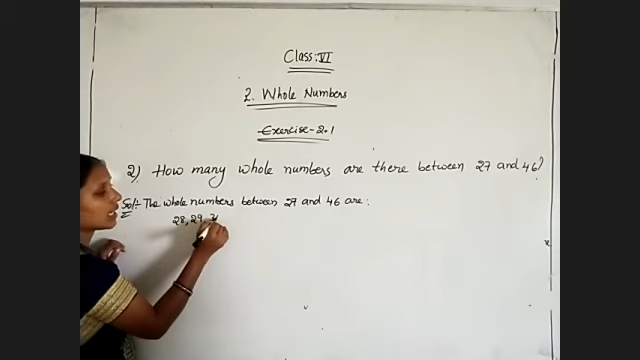 Class: VI
2. Whole Numbers
Exercise-2.1
2) How many whole numbers are there between 27 and 46?
Sol:- The whole numbers between 27 and 46 are:
28, 29, 3